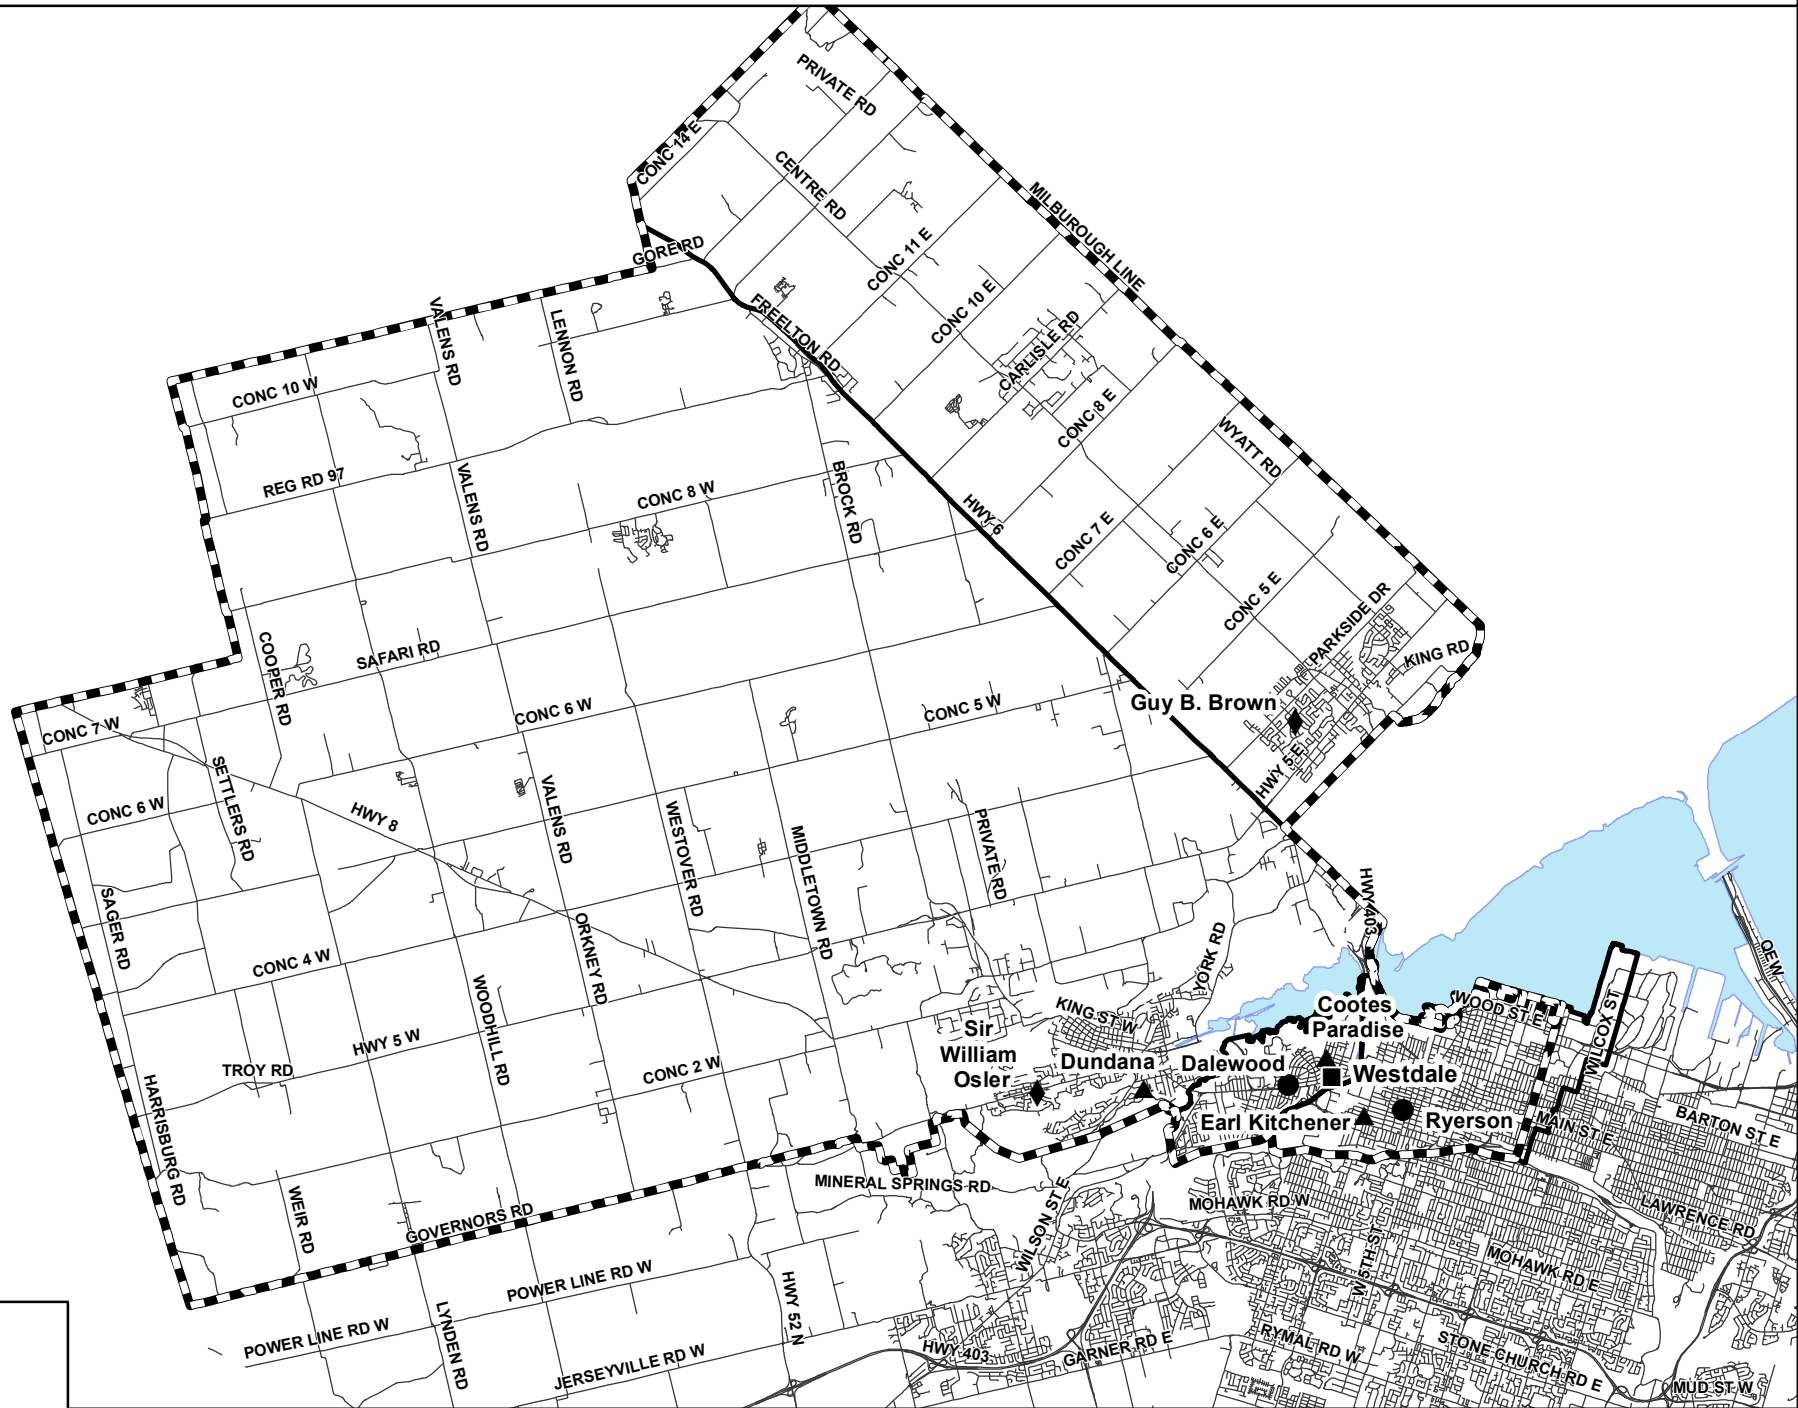 PRIVATE RD
CONC 14 E
CENTRE RD
MILBUROUGH LINE
GORE RD
CONC 11 E
CONC 10 E
FREELTON RD
VALENS RD
LENNON RD
CARLISLE RD
CONC 10 W
CONC 8 E
WYATT RD
REG RD 97
VALENS RD
CONC 8 W
BROCK RD
HWY 6
CONC 7 E
CONC 6 E
CONC 5 E
PARKSIDE DR
KING RD
COOPER RD
SAFARI RD
CONC 7 W
CONC 6 W
CONC 5 W
Guy B. Brown
HWY 5 E
SETTLERS RD
CONC 6 W
HWY 8
VALENS RD
WESTOVER RD
MIDDLETOWN RD
PRIVATE RD
HWY 403
SAGER RD
CONC 4 W
ORKNEY RD
YORK RD
QEW
WOODHILL RD
KING ST W
Cootes
Paradise
WOOD ST E
WILCOX ST
HWY 5 W
Sir
William
Osler
Dundana
Dalewood
Westdale
TROY RD
CONC 2 W
HARRISBURG RD
Earl Kitchener
Ryerson
MAIN ST E
BARTON ST E
MINERAL SPRINGS RD
WEIR RD
GOVERNORS RD
WILSON ST E
MOHAWK RD W
LAWRENCE RD
W 5TH ST
MOHAWK RD E
POWER LINE RD W
HWY 52 N
POWER LINE RD W
LYNDEN RD
JERSEYVILLE RD W
HWY 403
GARNER RD E
RYMAL RD W
STONE CHURCH RD E
MUD ST W